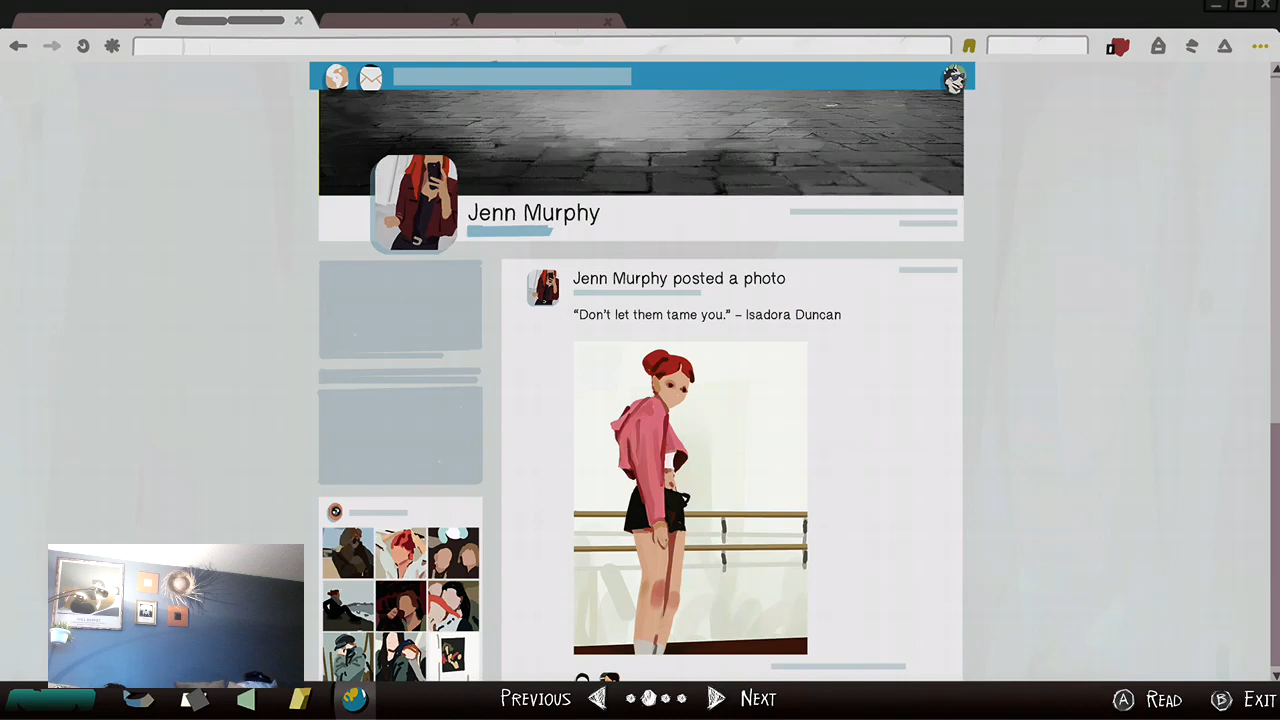 Jenn Murphy
Jenn Murphy posted a photo
“Don’t let them tame you.” – Isadora Duncan
Previous
Next
A Read
B Exit